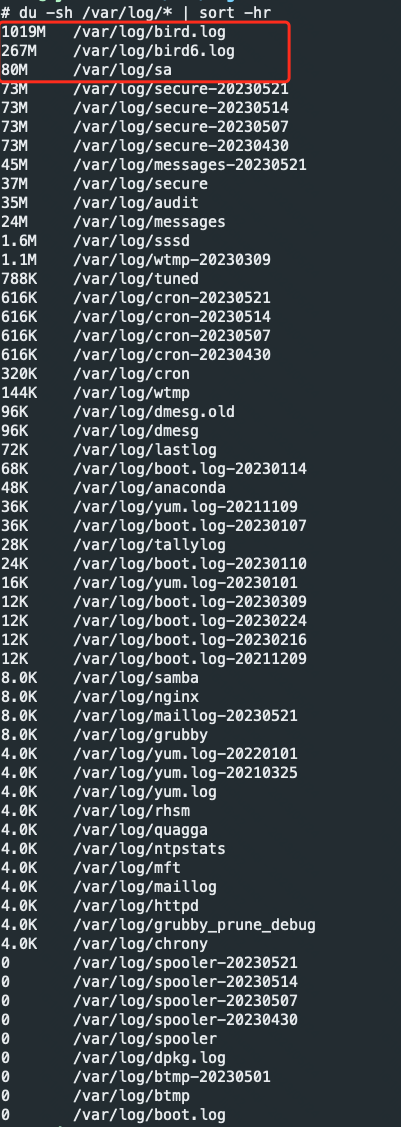 # du -sh /var/log/* | sort -hr
1019M /var/log/bird.log
267M /var/log/bird6.log
80M /var/log/sa
73M /var/log/secure-20230521
73M /var/log/secure-20230514
73M /var/log/secure-20230507
73M /var/log/secure-20230430
45M /var/log/messages-20230521
37M /var/log/secure
35M /var/log/audit
24M /var/log/messages
1.6M /var/log/sssd
1.1M /var/log/wtmp-20230309
788K /var/log/tuned
616K /var/log/cron-20230521
616K /var/log/cron-20230514
616K /var/log/cron-20230507
616K /var/log/cron-20230430
320K /var/log/cron
144K /var/log/wtmp
96K /var/log/dmesg.old
96K /var/log/dmesg
72K /var/log/lastlog
68K /var/log/boot.log-20230114
48K /var/log/anaconda
36K /var/log/yum.log-20211109
36K /var/log/boot.log-20230107
28K /var/log/tallylog
24K /var/log/boot.log-20230110
16K /var/log/yum.log-20230101
12K /var/log/boot.log-20230309
12K /var/log/boot.log-20230224
12K /var/log/boot.log-20230216
12K /var/log/boot.log-20211209
8.0K /var/log/samba
8.0K /var/log/nginx
8.0K /var/log/maillog-20230521
8.0K /var/log/grubby
4.0K /var/log/yum.log-20220101
4.0K /var/log/yum.log-20210325
4.0K /var/log/yum.log
4.0K /var/log/rhsm
4.0K /var/log/quagga
4.0K /var/log/ntpstats
4.0K /var/log/mft
4.0K /var/log/maillog
4.0K /var/log/httpd
4.0K /var/log/grubby_prune_debug
4.0K /var/log/chrony
0 /var/log/spooler-20230521
0 /var/log/spooler-20230514
0 /var/log/spooler-20230507
0 /var/log/spooler-20230430
0 /var/log/spooler
0 /var/log/dpkg.log
0 /var/log/btmp-20230501
0 /var/log/btmp
0 /var/log/boot.log